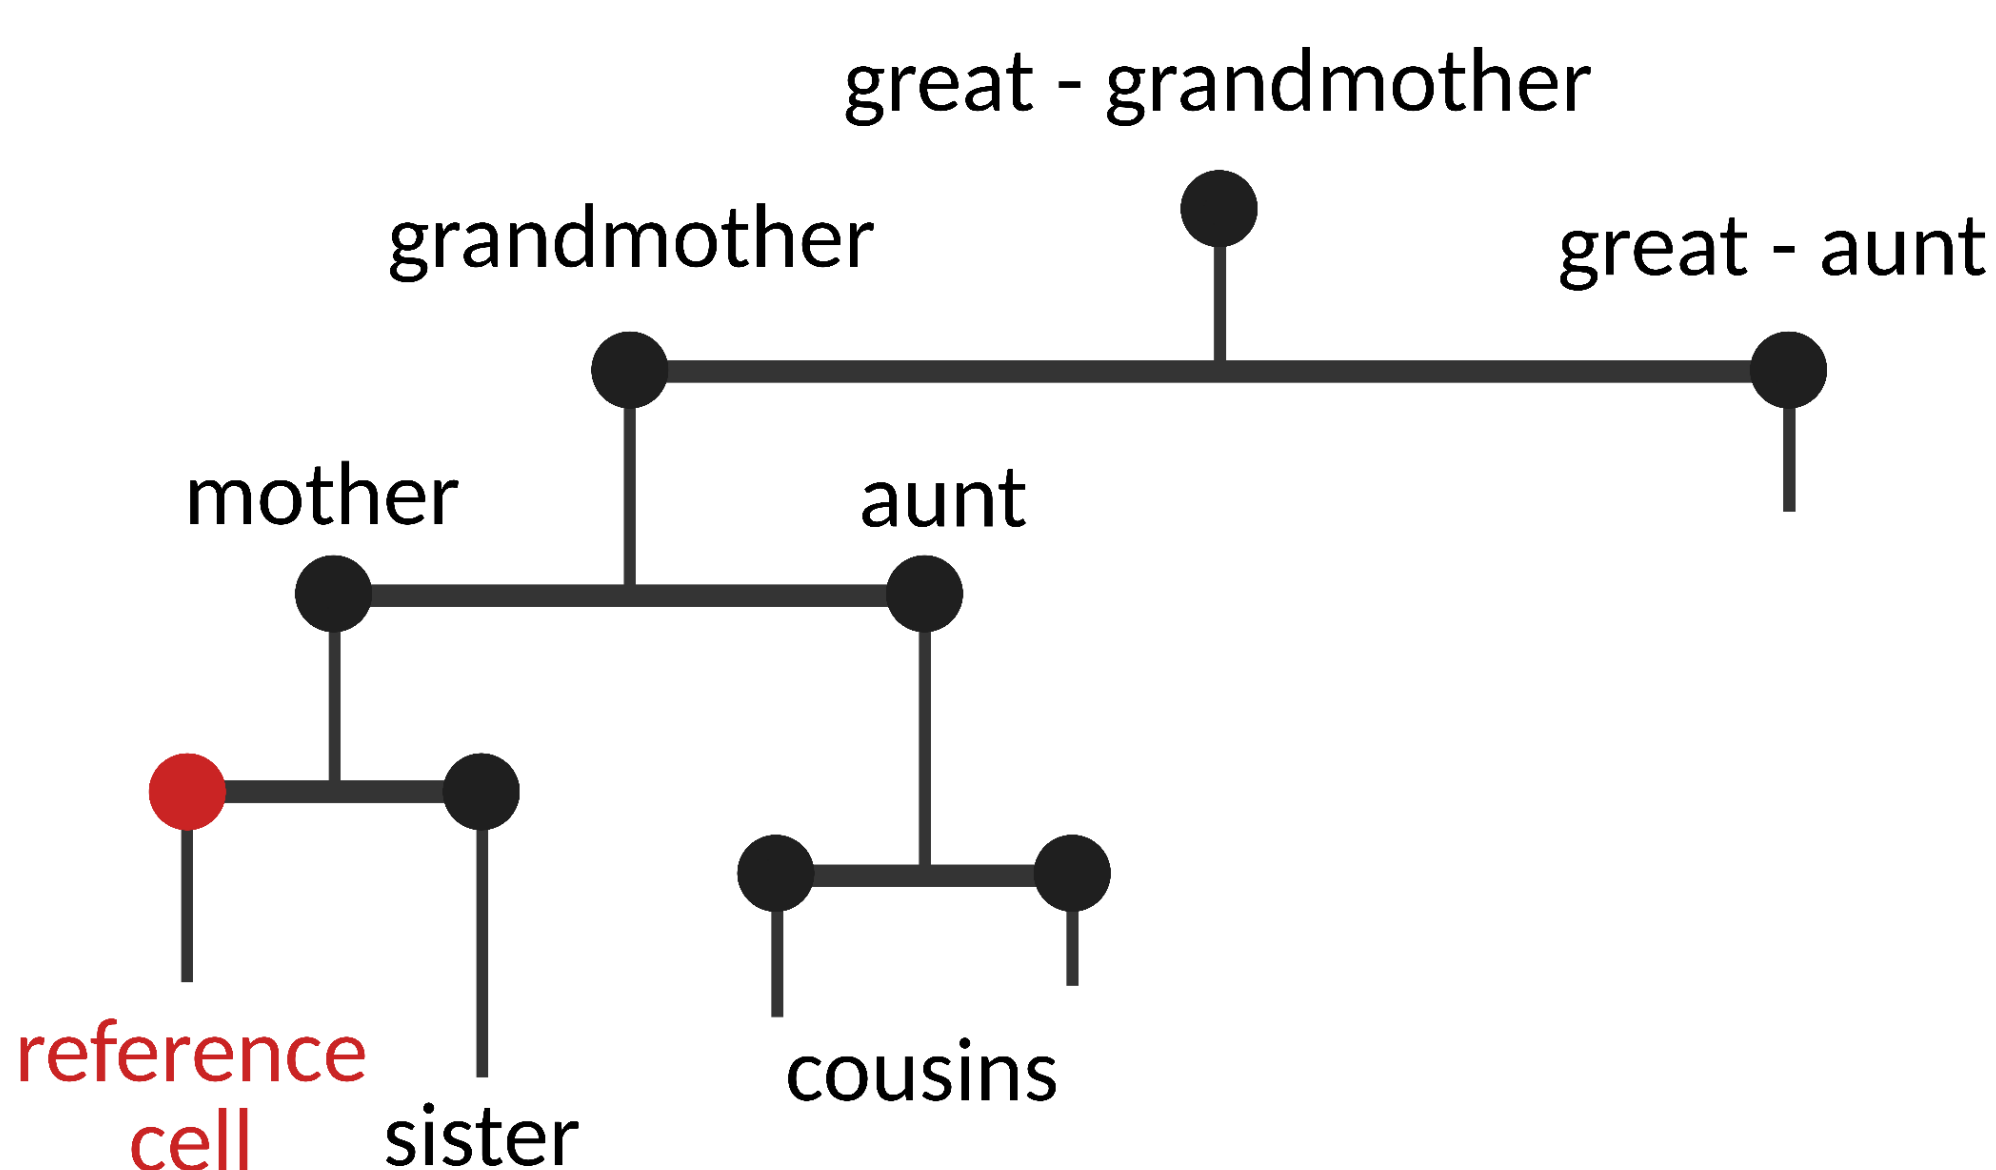 great - grandmother
grandmother
great - aunt
mother
aunt
reference
cell
sister
cousins